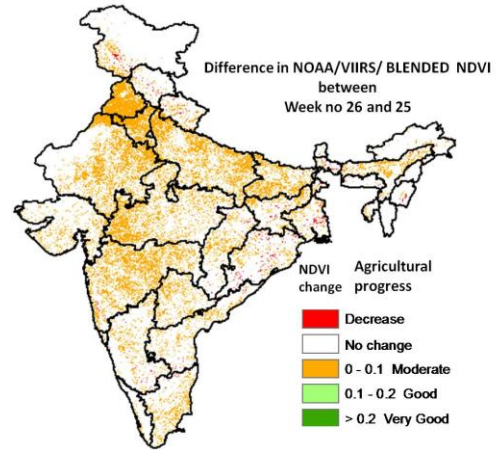 Difference in NOAA/VIIRS/ BLENDED NDVI
between
Week no 26 and 25
NDVI change
Agricultural progress
Decrease
No change
0 - 0.1 Moderate
0.1 - 0.2 Good
> 0.2 Very Good